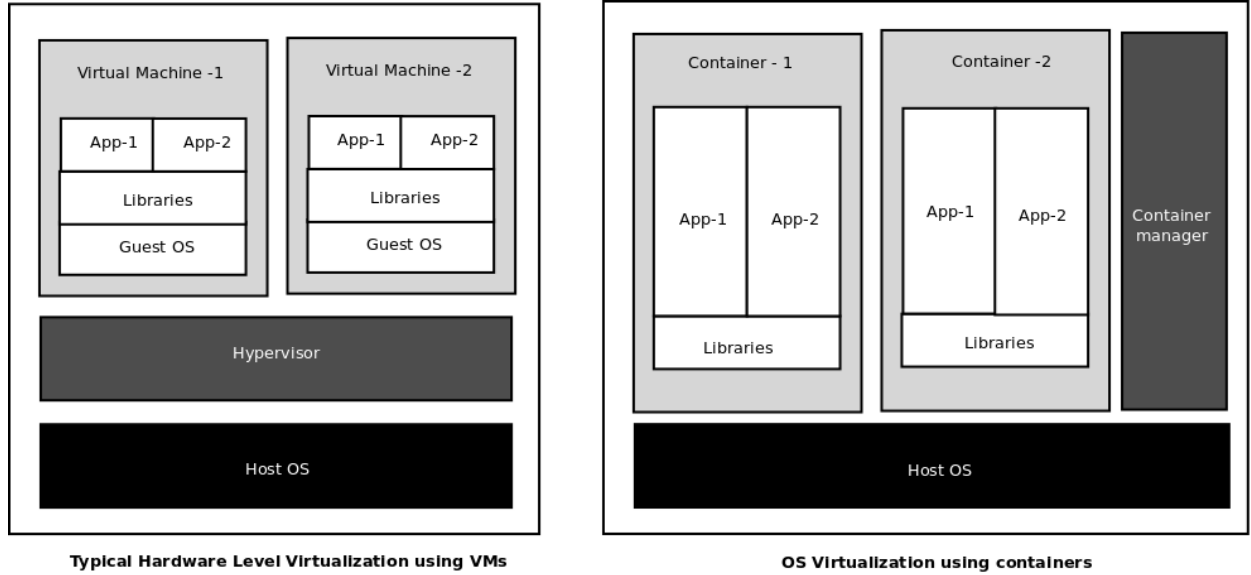 Virtual Machine -1
App-1
App-2
Libraries
Guest OS
Virtual Machine -2
App-1
App-2
Libraries
Guest OS
Hypervisor
Host OS
Typical Hardware Level Virtualization using VMs
Container - 1
App-1
App-2
Libraries
Container -2
App-1
App-2
Libraries
Container
manager
Host OS
OS Virtualization using containers